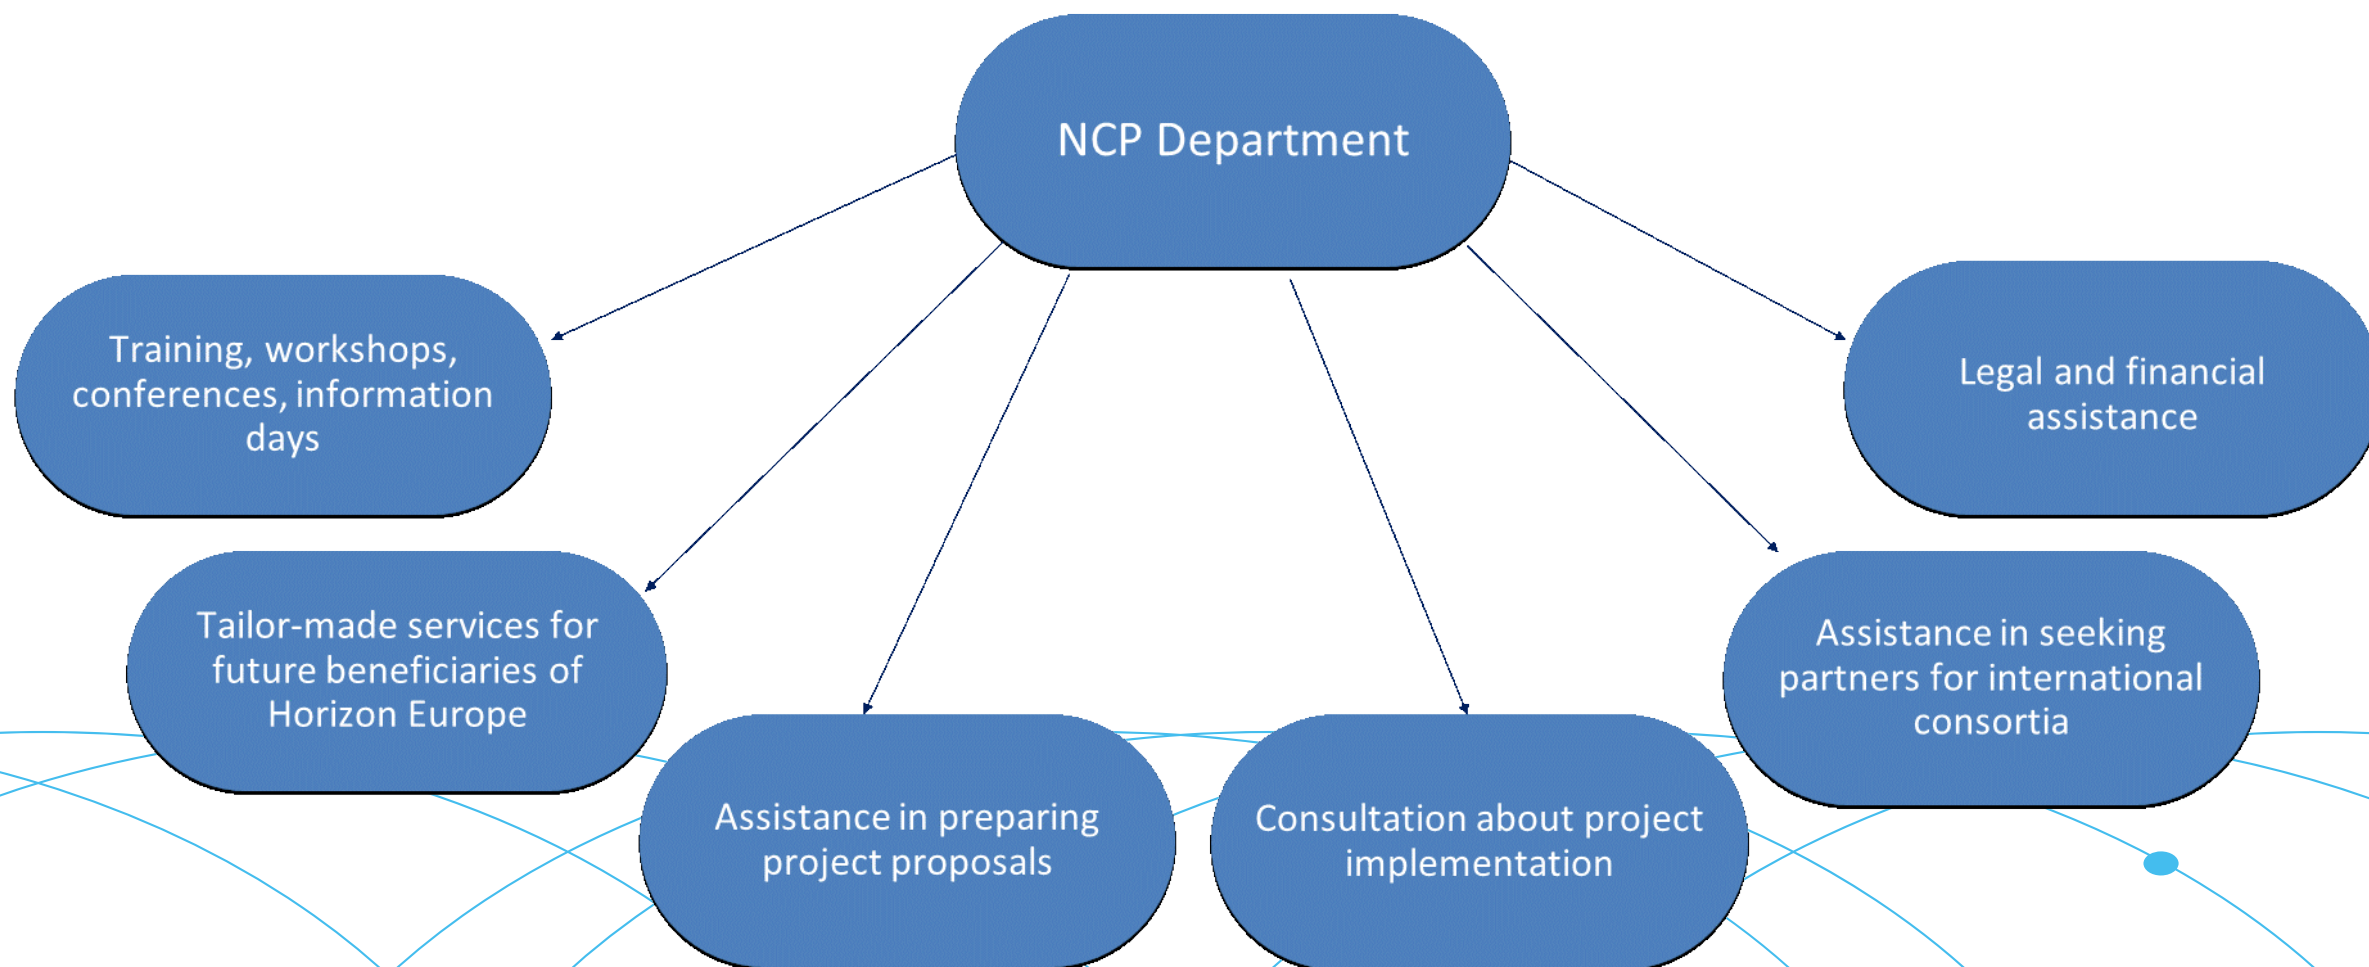 NCP Department
Training, workshops,
conferences, information
days
Legal and financial
assistance
Tailor-made services for
future beneficiaries of
Horizon Europe
Assistance in seeking
partners for international
consortia
Assistance in preparing
project proposals
Consultation about project
implementation